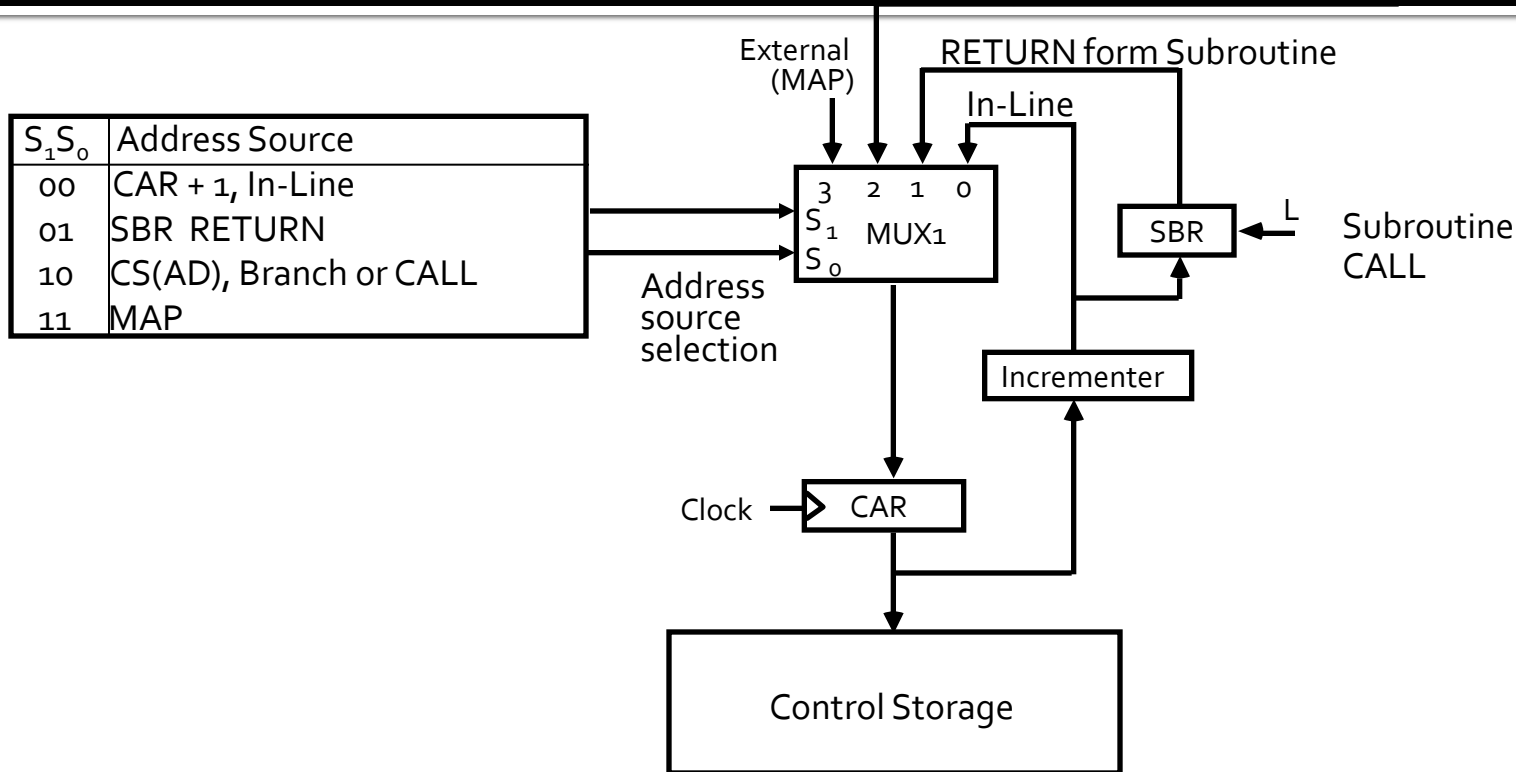 External
(MAP)
RETURN form Subroutine
In-Line
S₁S₀ Address Source
00 CAR + 1, In-Line
01 SBR RETURN
10 CS(AD), Branch or CALL
11 MAP
3 2 1 0
S₁ MUX1
S₀
Address
source
selection
SBR
L
Subroutine
CALL
Incrementer
Clock
CAR
Control Storage